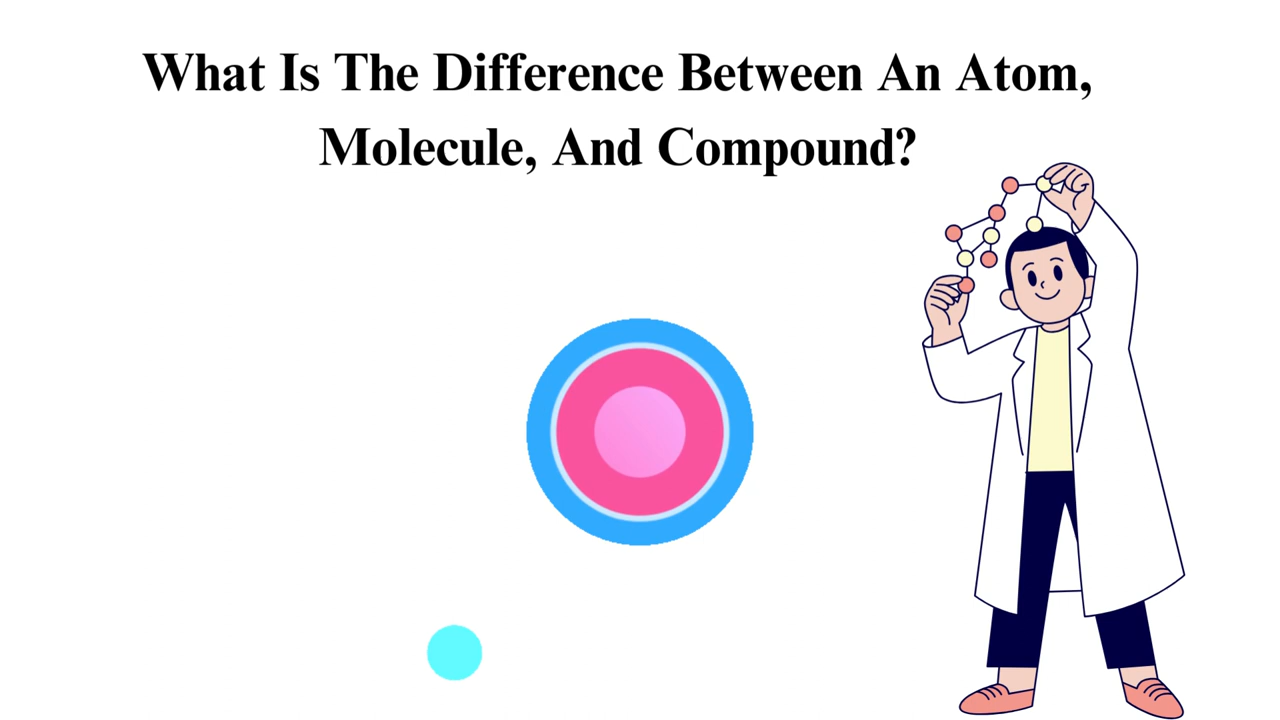 What Is The Difference Between An Atom,
Molecule, And Compound?